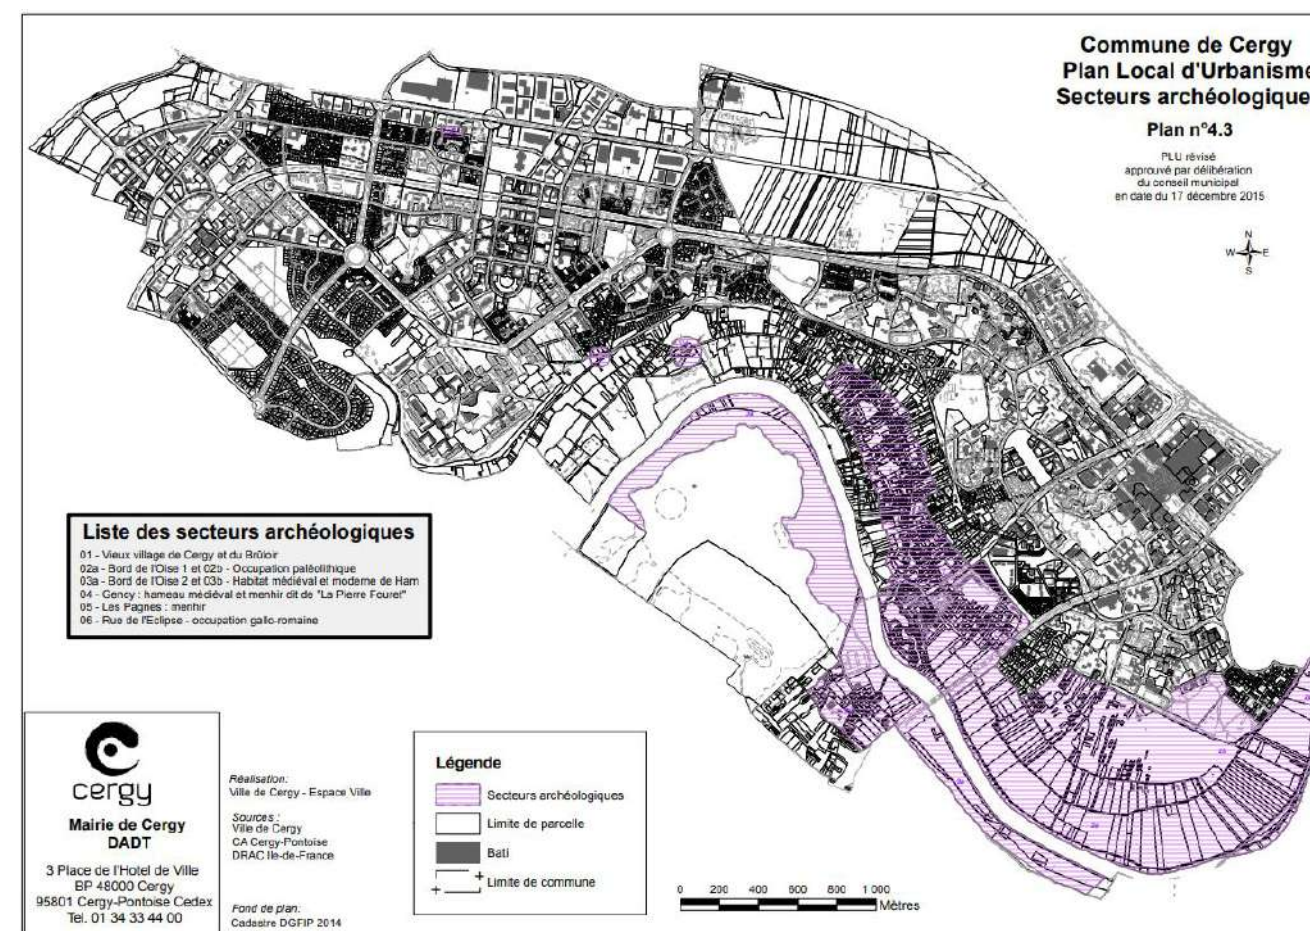 Commune de Cergy
Plan Local d'Urbanisme
Secteurs archéologique
Plan n°4.3
PLU révisé
approuvé par délibération
du conseil municipal
en date du 17 décembre 2015
N
W E
S
Liste des secteurs archéologiques
01 - Vieux village de Cergy et du Brûloir
02a - Bord de l'Oise 1 et 02b - Occupation paléolithique
03a - Bord de l'Oise 2 et 03b - Habitat médiéval et moderne de Ham
04 - Gency : hameau médiéval et menhir dit de "La Pierre Fouret"
05 - Les Pagnes : menhir
06 - Rue de l'Eclipse - occupation gallo-romaine
cergy
Mairie de Cergy
DADT
3 Place de l'Hotel de Ville
BP 48000 Cergy
95801 Cergy-Pontoise Cedex
Tel. 01 34 33 44 00
Réalisation:
Ville de Cergy - Espace Ville
Sources :
Ville de Cergy
CA Cergy-Pontoise
DRAC Ile-de-France
Fond de plan:
Cadastre DGFIP 2014
Légende
Secteurs archéologiques
Limite de parcelle
Bati
Limite de commune
0 200 400 600 800 1 000
Mètres